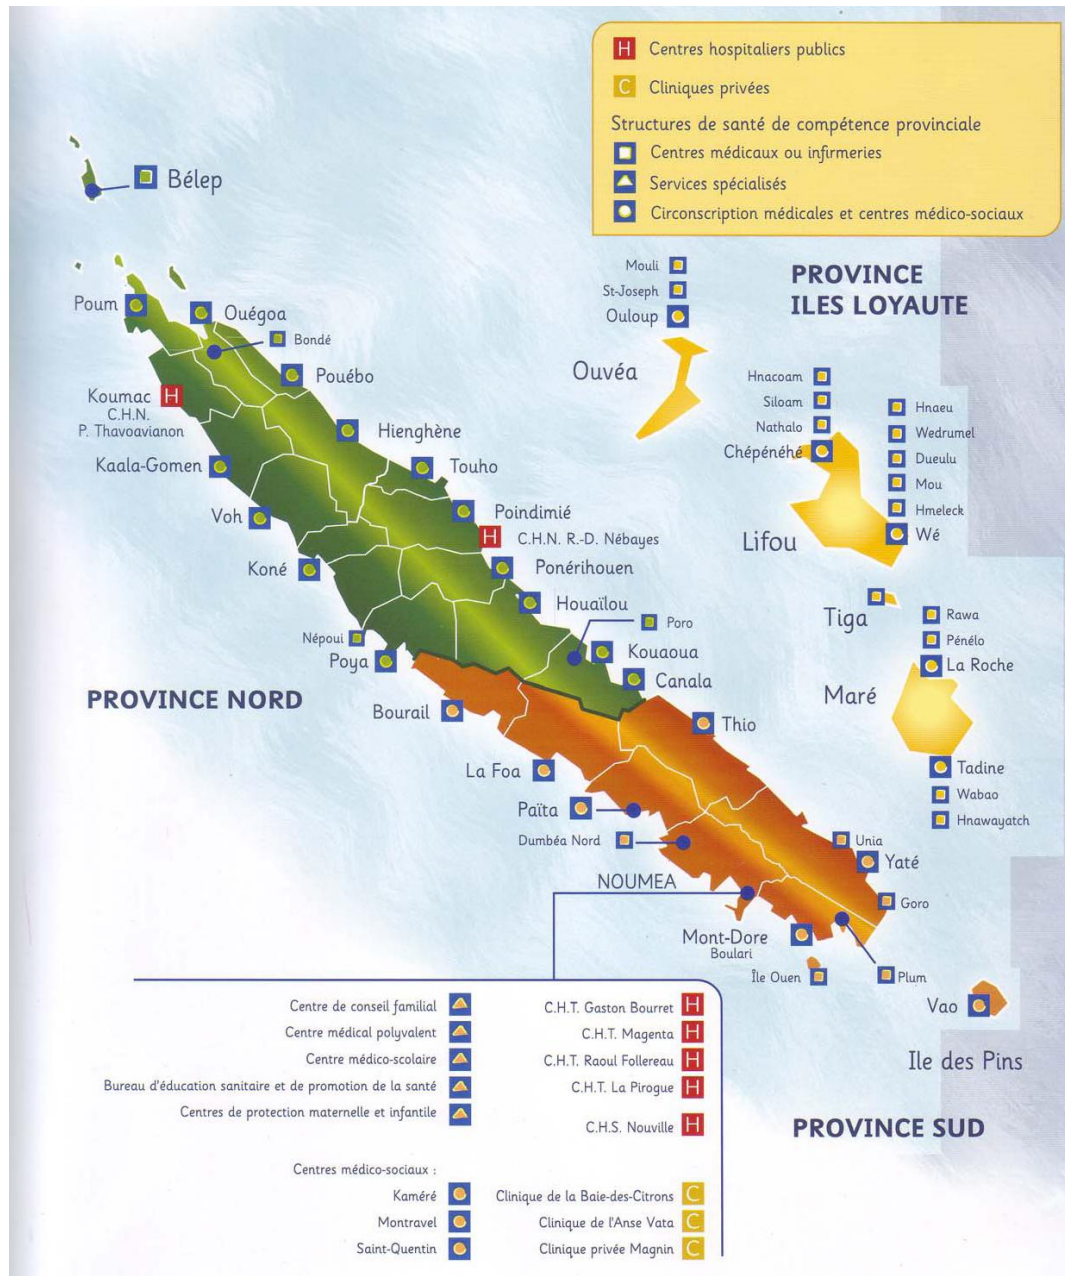 H Centres hospitaliers publics
C Cliniques privées
Structures de santé de compétence provinciale
Centres médicaux ou infirmeries
Services spécialisés
Circonscription médicales et centres médico-sociaux
Bélep
Poum
Ouégoa
Bondé
Pouébo
Koumac H
C.H.N.
P. Thavoavianon
Hienghène
Kaala-Gomen
Touho
Voh
Poindimié
H C.H.N. R.-D. Nébayes
Koné
Ponérihouen
Houaïlou
Népoui
Poro
Poya
Kouaoua
Canala
PROVINCE NORD
PROVINCE
ILES LOYAUTE
Mouli
St-Joseph
Ouloup
Ouvéa
Hnacoam
Siloam
Nathalo
Chépénéhé
Hnaeu
Wedrumel
Dueulu
Mou
Hmeleck
Wé
Lifou
Tiga
Rawa
Pénélo
La Roche
Maré
Tadine
Wabao
Hnawayatch
Bourail
Thio
La Foa
Païta
Dumbéa Nord
Unia
Yaté
NOUMEA
Goro
Mont-Dore
Boulari
Île Ouen
Plum
Vao
Ile des Pins
PROVINCE SUD
Centre de conseil familial
Centre médical polyvalent
Centre médico-scolaire
Bureau d'éducation sanitaire et de promotion de la santé
Centres de protection maternelle et infantile
Centres médico-sociaux :
Kaméré
Montravel
Saint-Quentin
C.H.T. Gaston Bourret H
C.H.T. Magenta H
C.H.T. Raoul Follereau H
C.H.T. La Pirogue H
C.H.S. Nouville H
Clinique de la Baie-des-Citrons C
Clinique de l'Anse Vata C
Clinique privée Magnin C